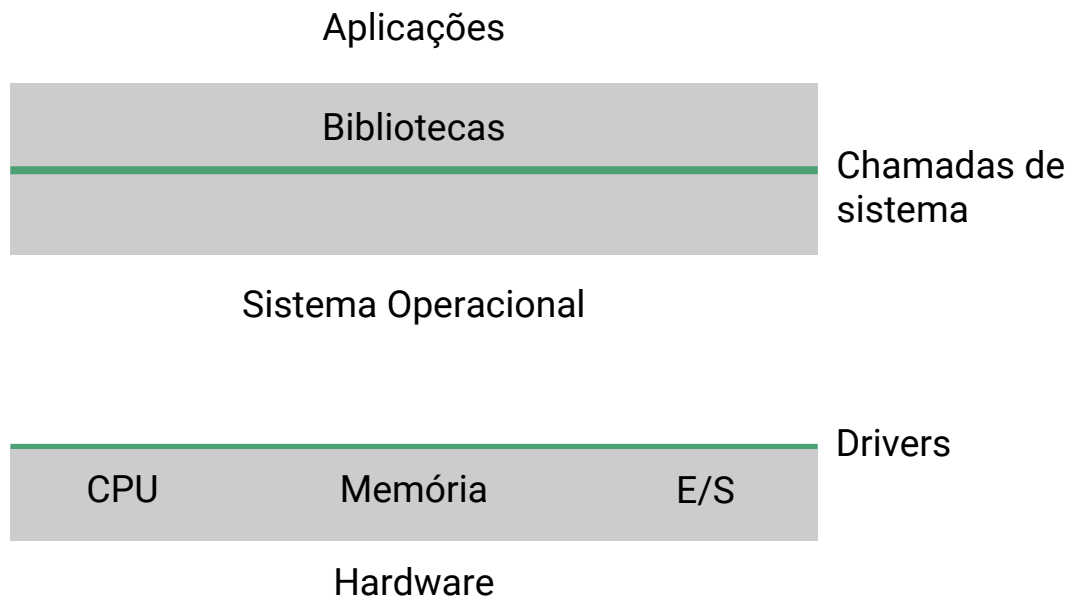 Aplicações
Bibliotecas
Chamadas de
sistema
Sistema Operacional
Drivers
CPU Memória E/S
Hardware